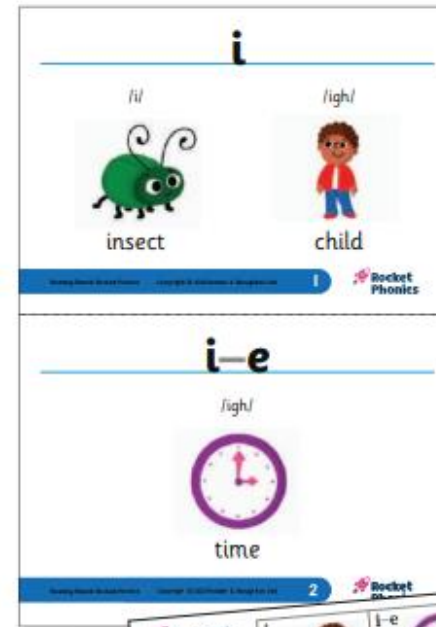 i
/i/ /igh/
insect child
1 Rocket
Phonics
i–e
/igh/
time
2 Rocket
i–e